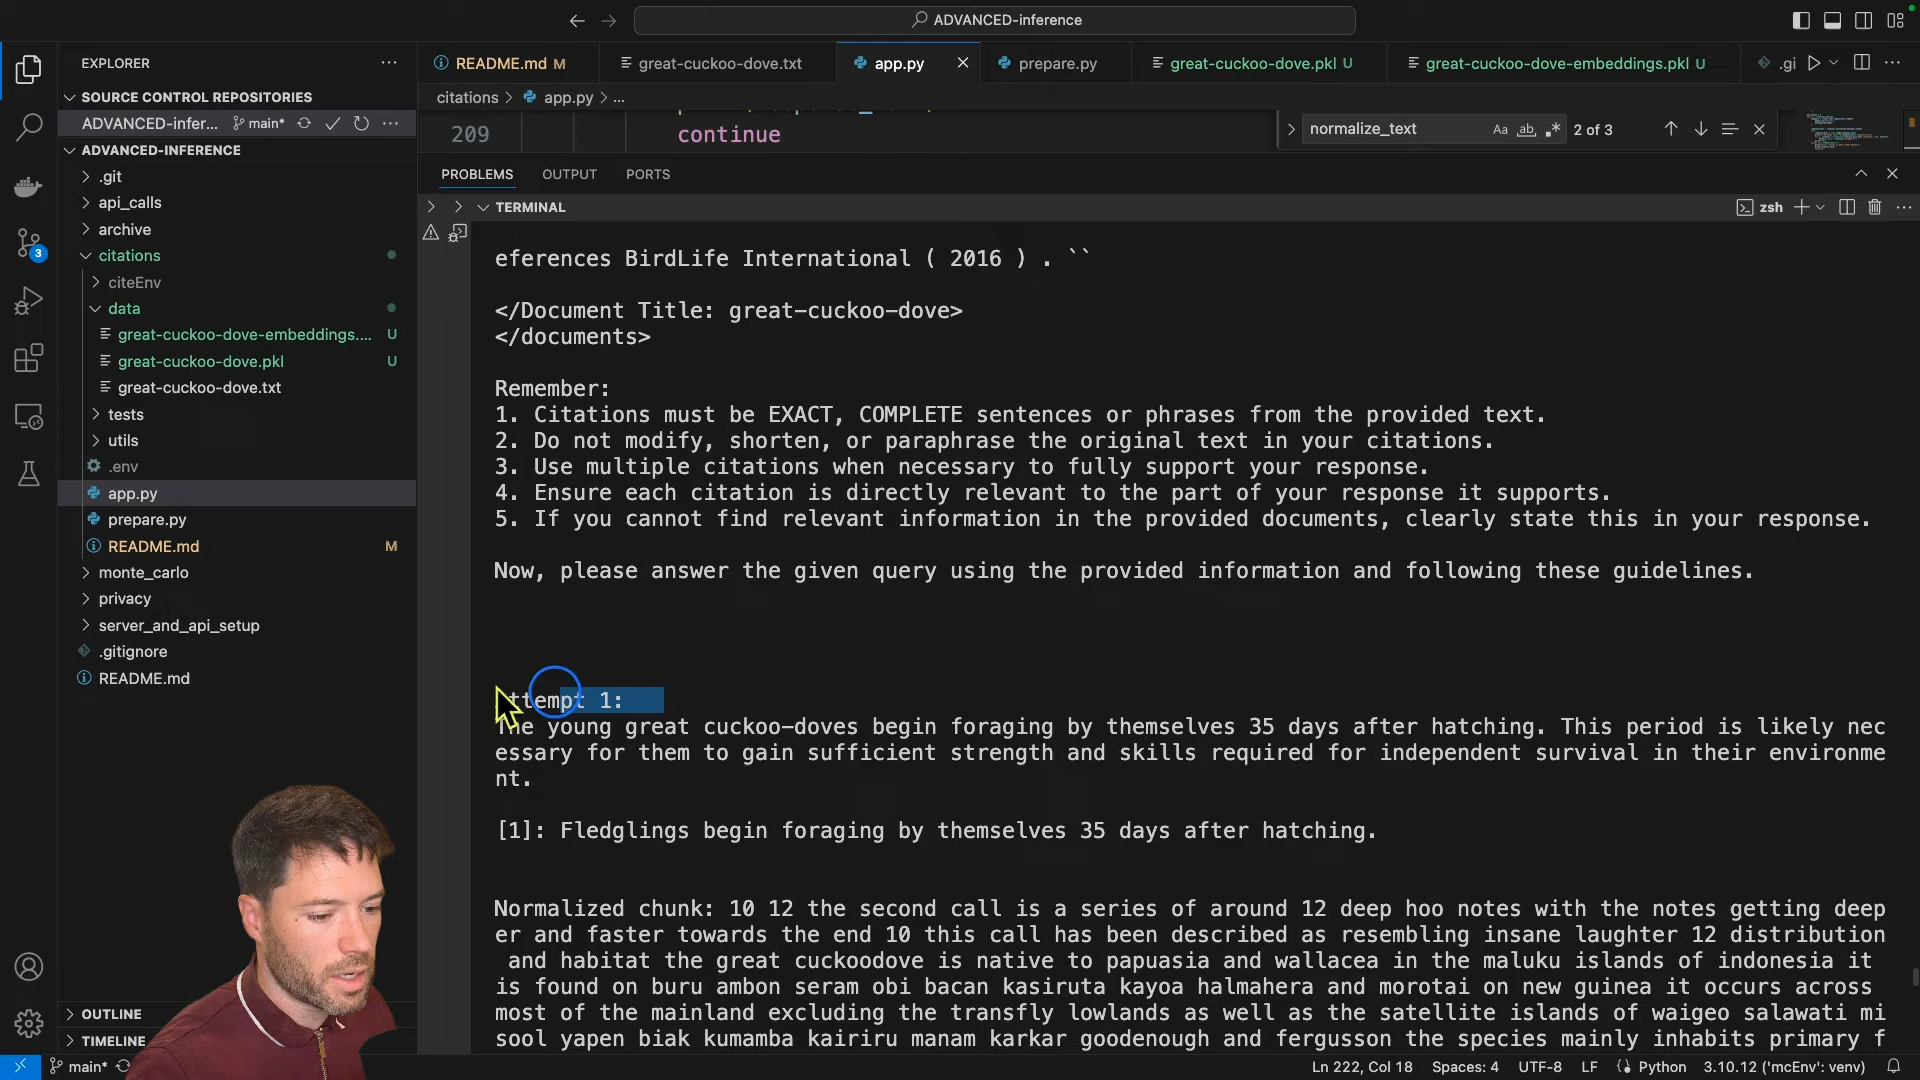 ADVANCED-inference
EXPLORER
SOURCE CONTROL REPOSITORIES
ADVANCED-infer... main*
ADVANCED-INFERENCE
.git
api_calls
archive
citations
citeEnv
data
great-cuckoo-dove-embeddings.... U
great-cuckoo-dove.pkl U
great-cuckoo-dove.txt
tests
utils
.env
app.py
prepare.py
README.md M
monte_carlo
privacy
server_and_api_setup
.gitignore
README.md
OUTLINE
TIMELINE
3
README.md M
great-cuckoo-dove.txt
app.py
prepare.py
great-cuckoo-dove.pkl U
great-cuckoo-dove-embeddings.pkl U
.gi
citations > app.py > ...
209 continue
normalize_text Aa ab 2 of 3
PROBLEMS OUTPUT PORTS
TERMINAL
zsh
eferences BirdLife International ( 2016 ) . ``
</Document Title: great-cuckoo-dove>
</documents>
Remember:
1. Citations must be EXACT, COMPLETE sentences or phrases from the provided text.
2. Do not modify, shorten, or paraphrase the original text in your citations.
3. Use multiple citations when necessary to fully support your response.
4. Ensure each citation is directly relevant to the part of your response it supports.
5. If you cannot find relevant information in the provided documents, clearly state this in your response.
Now, please answer the given query using the provided information and following these guidelines.
Attempt 1:
The young great cuckoo-doves begin foraging by themselves 35 days after hatching. This period is likely nec
essary for them to gain sufficient strength and skills required for independent survival in their environme
nt.
[1]: Fledglings begin foraging by themselves 35 days after hatching.
Normalized chunk: 10 12 the second call is a series of around 12 deep hoo notes with the notes getting deep
er and faster towards the end 10 this call has been described as resembling insane laughter 12 distribution
and habitat the great cuckoodove is native to papuasia and wallacea in the maluku islands of indonesia it
is found on buru ambon seram obi bacan kasiruta kayoa halmahera and morotai on new guinea it occurs across
most of the mainland excluding the transfly lowlands as well as the satellite islands of waigeo salawati mi
sool yapen biak kumamba kairiru manam karkar goodenough and fergusson the species mainly inhabits primary f
main*
Ln 222, Col 18 Spaces: 4 UTF-8 LF Python 3.10.12 ('mcEnv': venv)